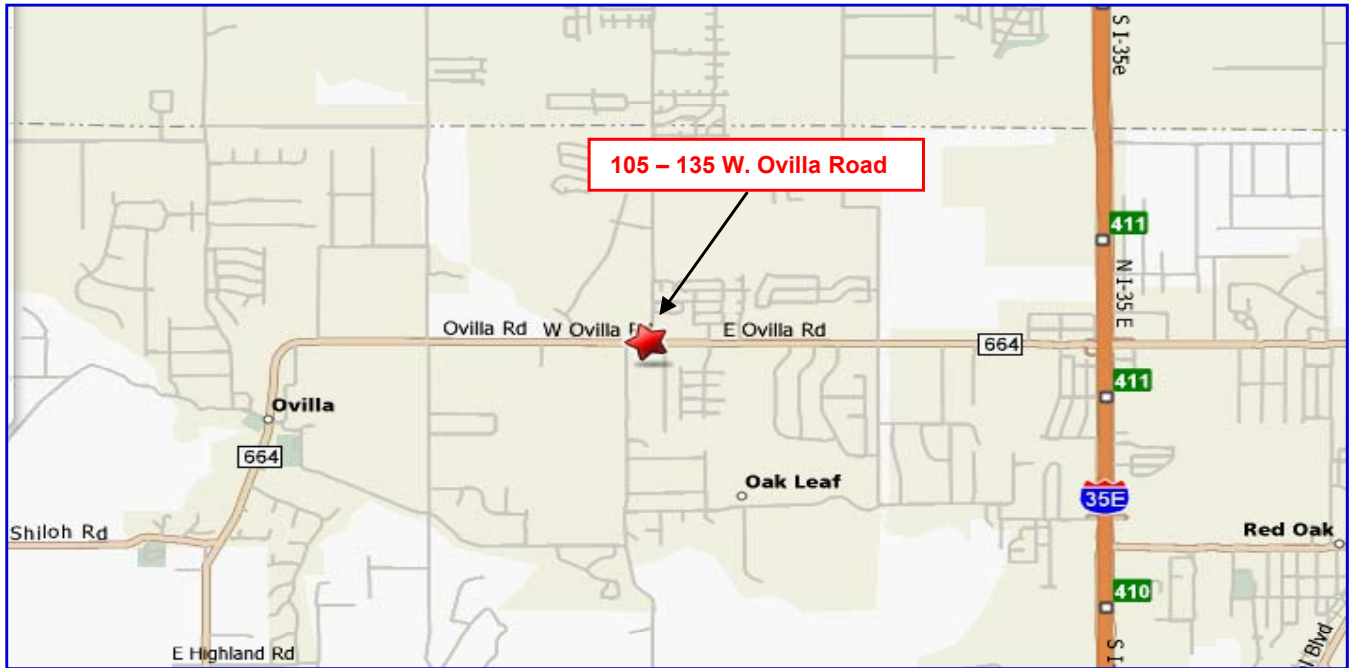 S I-35e
105 – 135 W. Ovilla Road
411
N I-35 E
Ovilla Rd
W Ovilla
E Ovilla Rd
664
411
Ovilla
664
Oak Leaf
35E
Shiloh Rd
Red Oak
410
E Highland Rd
S I-
l Blvd